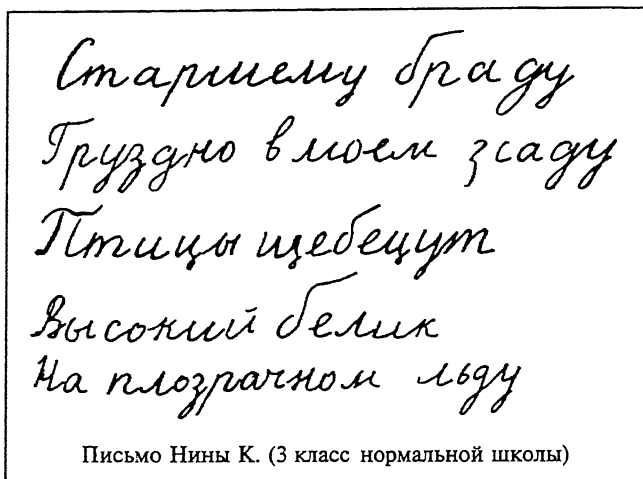 Старшему браду
Груздно в моем зсаду
Птицы щебецут
Высокий белик
На плозрачном льду
Письмо Нины К. (3 класс нормальной школы)